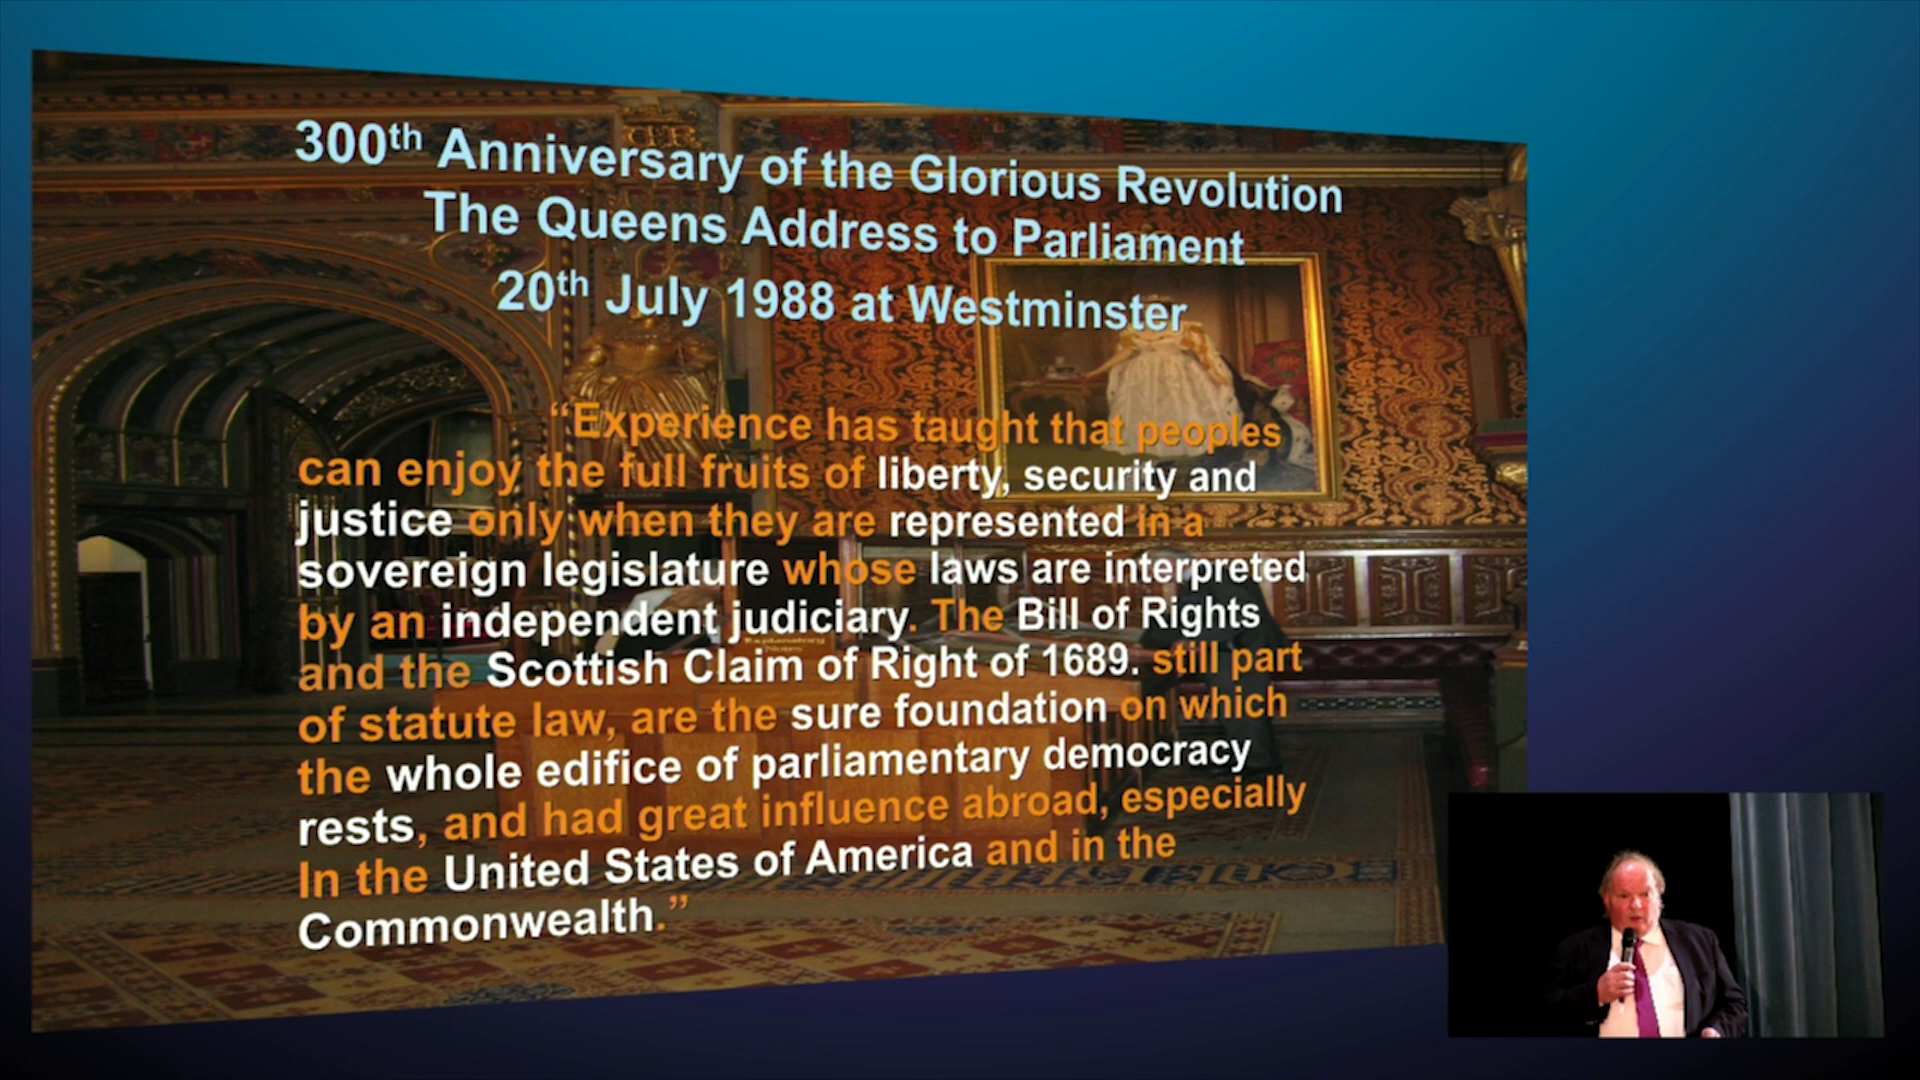 300th Anniversary of the Glorious Revolution
The Queens Address to Parliament
20th July 1988 at Westminster
“Experience has taught that peoples
can enjoy the full fruits of liberty, security and
justice only when they are represented in a
sovereign legislature whose laws are interpreted
by an independent judiciary. The Bill of Rights
and the Scottish Claim of Right of 1689. still part
of statute law, are the sure foundation on which
the whole edifice of parliamentary democracy
rests, and had great influence abroad, especially
In the United States of America and in the
Commonwealth.”